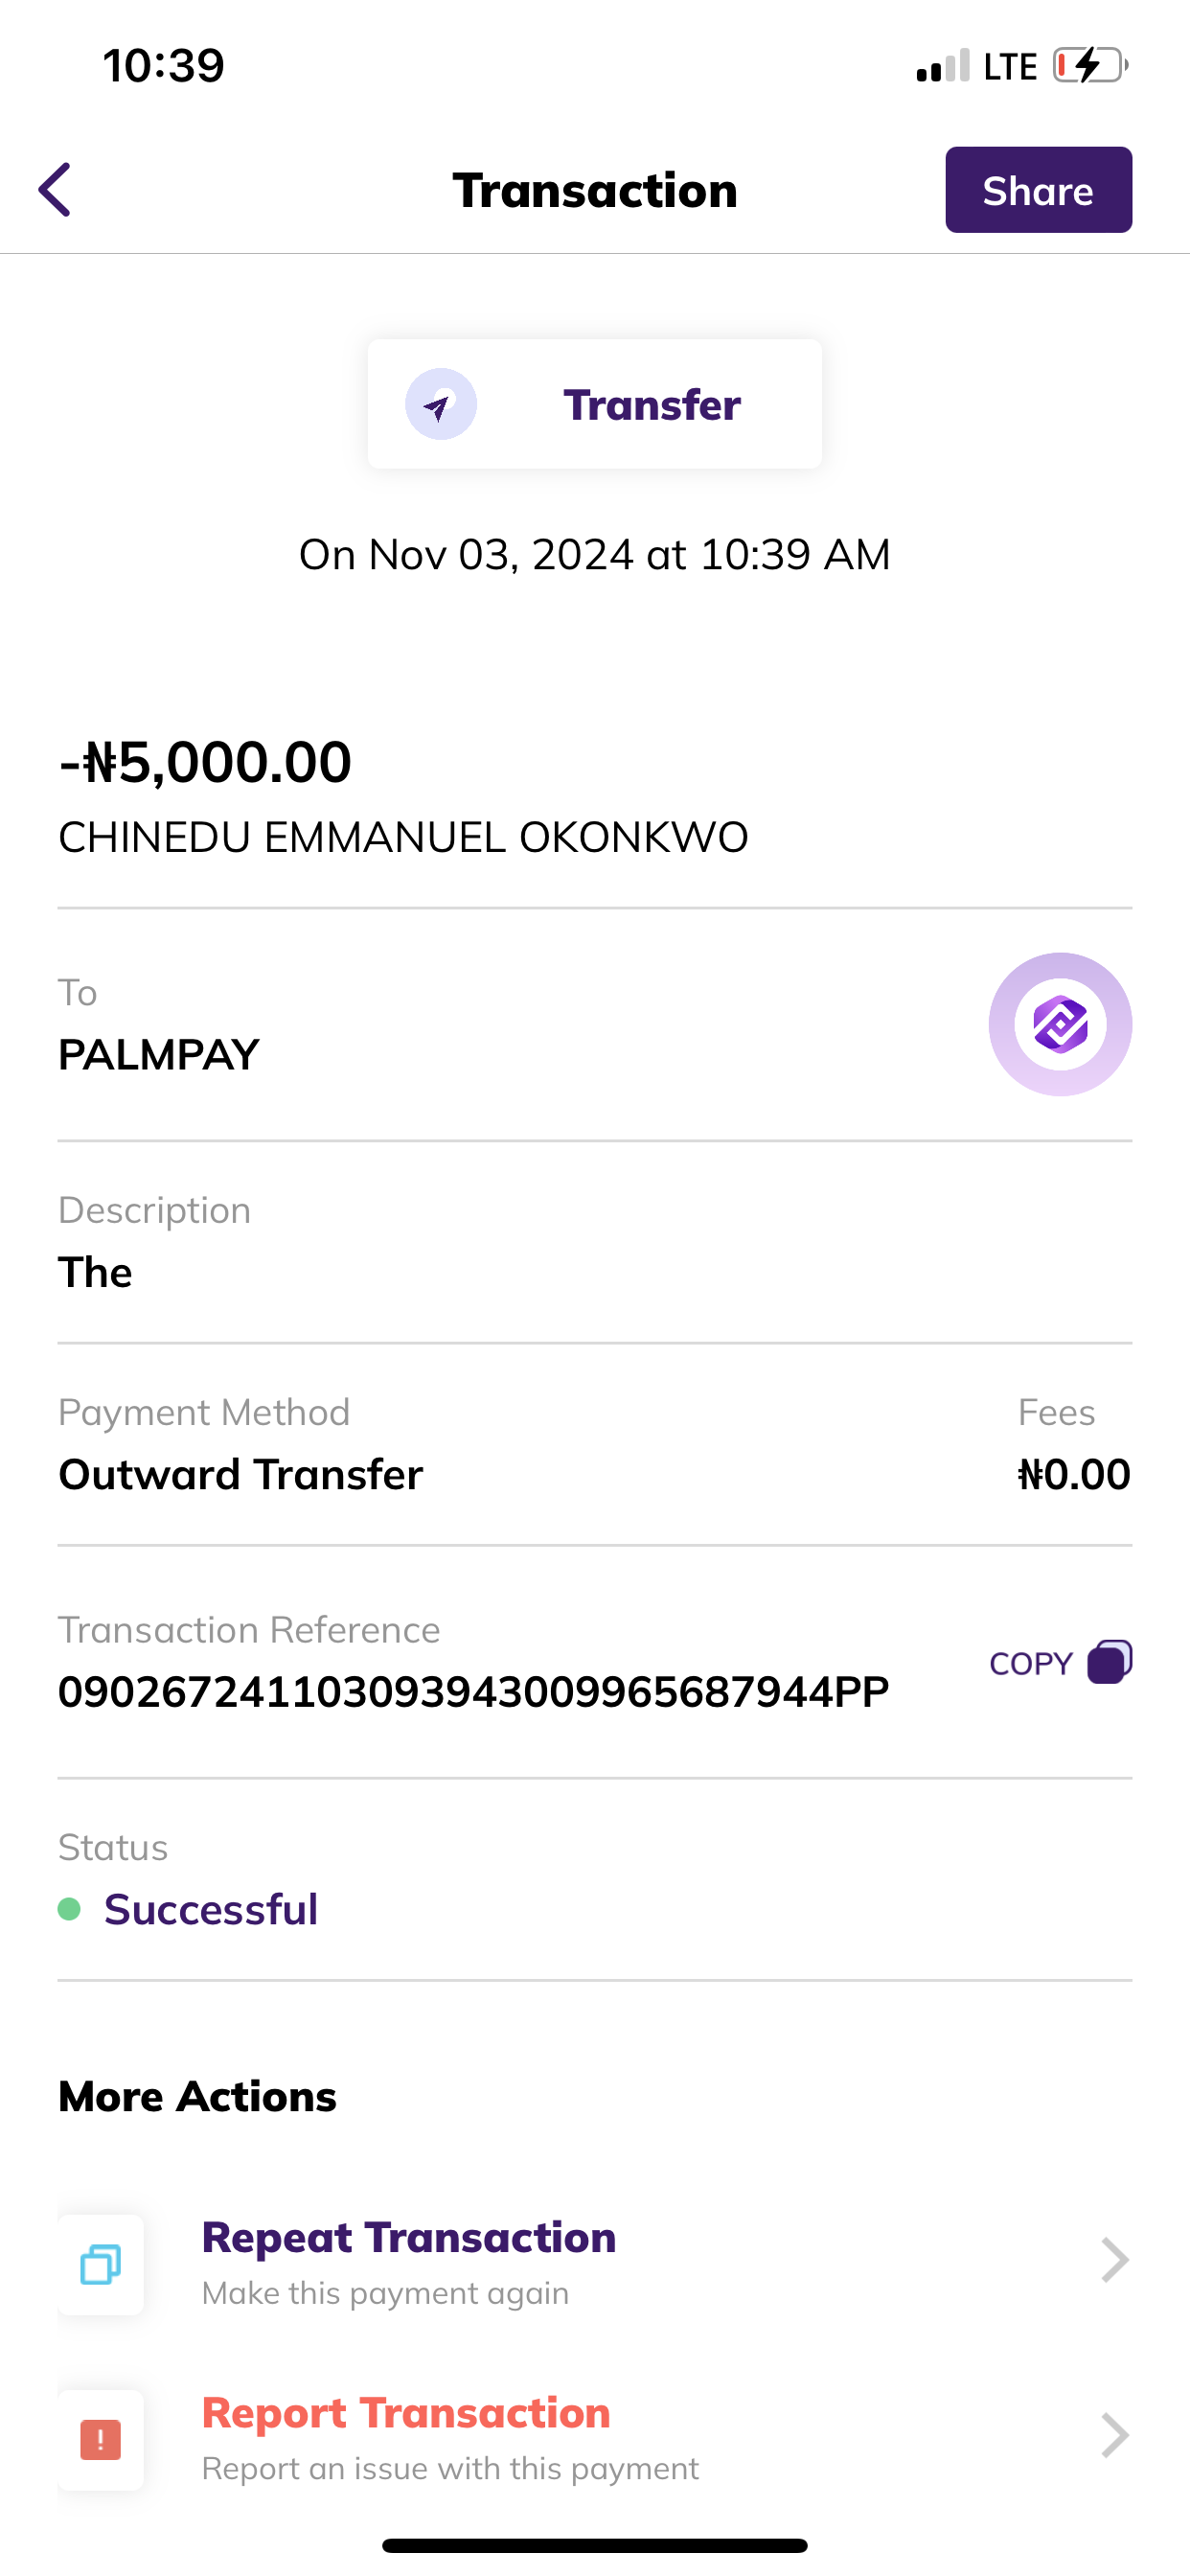 10:39 LTE
Transaction Share
Transfer
On Nov 03, 2024 at 10:39 AM
-₦5,000.00
CHINEDU EMMANUEL OKONKWO
To
PALMPAY
Description
The
Payment Method Fees
Outward Transfer ₦0.00
Transaction Reference
090267241103093943009965687944PP COPY
Status
Successful
More Actions
Repeat Transaction
Make this payment again
Report Transaction
Report an issue with this payment